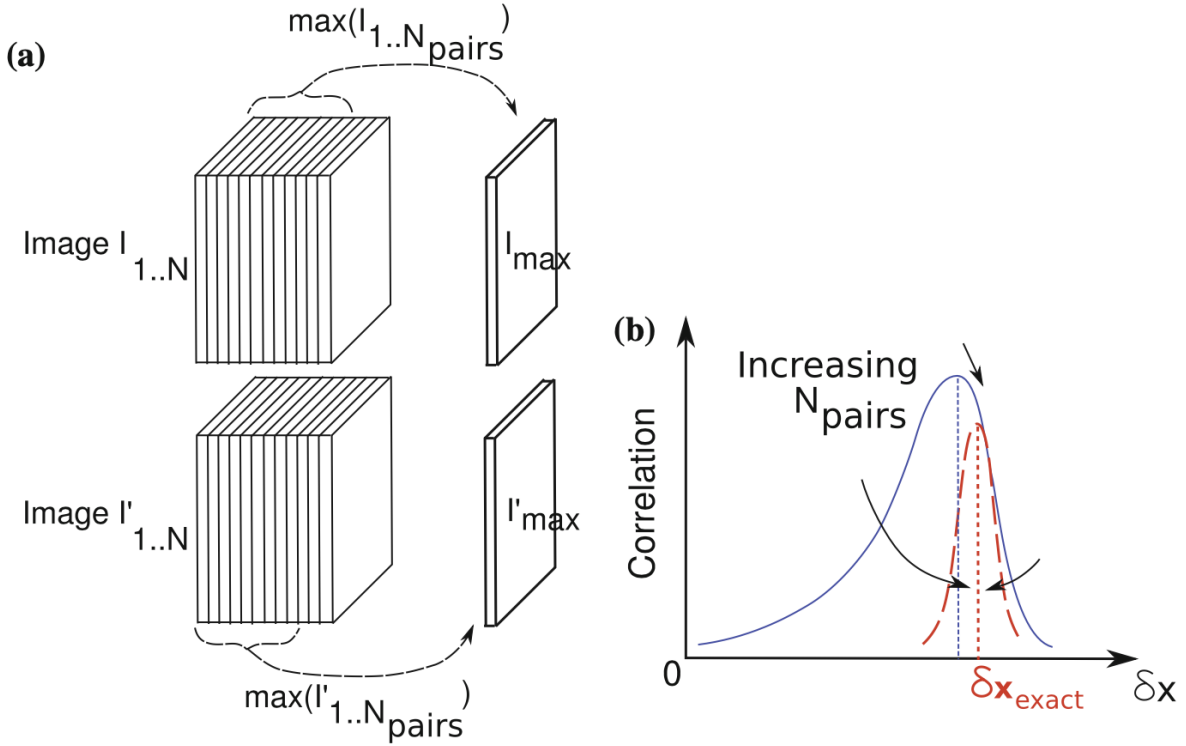 (a)
max(I1..Npairs)
Image I1..N
Imax
Image I'1..N
I'max
max(I'1..Npairs)
(b)
Increasing
Npairs
Correlation
0
δxexact
δx